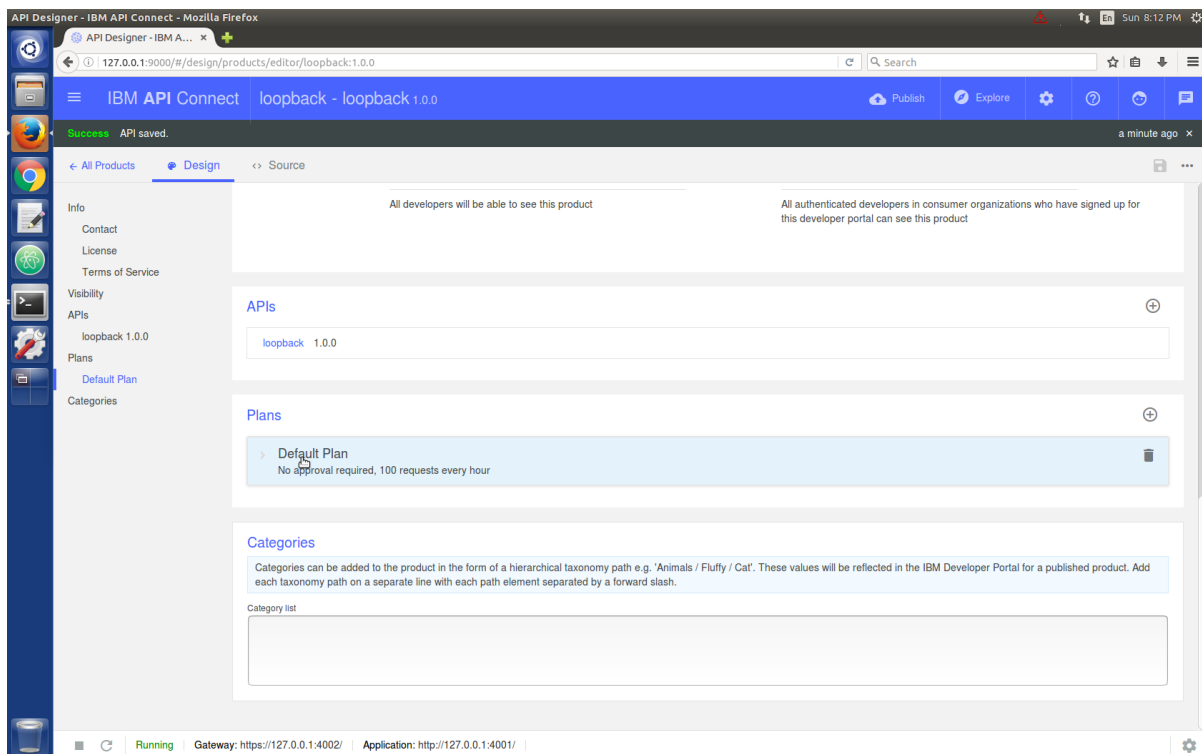 API Designer - IBM API Connect - Mozilla Firefox
En Sun 8:12 PM
API Designer - IBM A... ×
127.0.0.1:9000/#/design/products/editor/loopback:1.0.0
Search
IBM API Connect loopback - loopback 1.0.0
Publish
Explore
Success API saved.
a minute ago ×
← All Products
Design
<> Source
Info
Contact
License
Terms of Service
Visibility
APIs
loopback 1.0.0
Plans
Default Plan
Categories
All developers will be able to see this product
All authenticated developers in consumer organizations who have signed up for
this developer portal can see this product
APIs
loopback 1.0.0
Plans
Default Plan
No approval required, 100 requests every hour
Categories
Categories can be added to the product in the form of a hierarchical taxonomy path e.g. 'Animals / Fluffy / Cat'. These values will be reflected in the IBM Developer Portal for a published product. Add
each taxonomy path on a separate line with each path element separated by a forward slash.
Category list
Running Gateway: https://127.0.0.1:4002/ Application: http://127.0.0.1:4001/